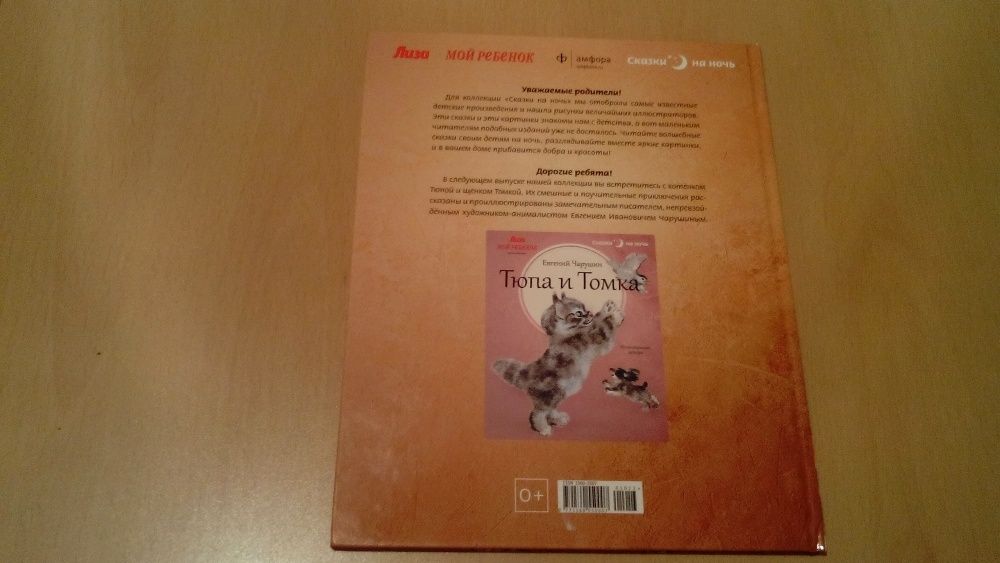 Лиза МОЙ РЕБЕНОК Ф амфора сказки на ночь
Уважаемые родители!
Для коллекции «Сказки на ночь» мы отобрали самые известные
детские произведения и нашли рисунки величайших иллюстраторов.
Эти сказки и эти картинки знакомы нам с детства, а вот маленьким
читателям подобных изданий уже не досталось. Читайте волшебные
сказки своим детям на ночь, разглядывайте вместе яркие картинки,
и в вашем доме прибавится добра и красоты!
Дорогие ребята!
В следующем выпуске нашей коллекции вы встретитесь с котёнком
Тюпой и щенком Томкой. Их смешные и поучительные приключения рас-
сказаны и проиллюстрированы замечательным писателем, непревзой-
дённым художником-анималистом Евгением Ивановичем Чарушиным.
Лиза
МОЙ РЕБЕНОК
сказки на ночь
Евгений Чарушин
Тюпа и Томка
0+